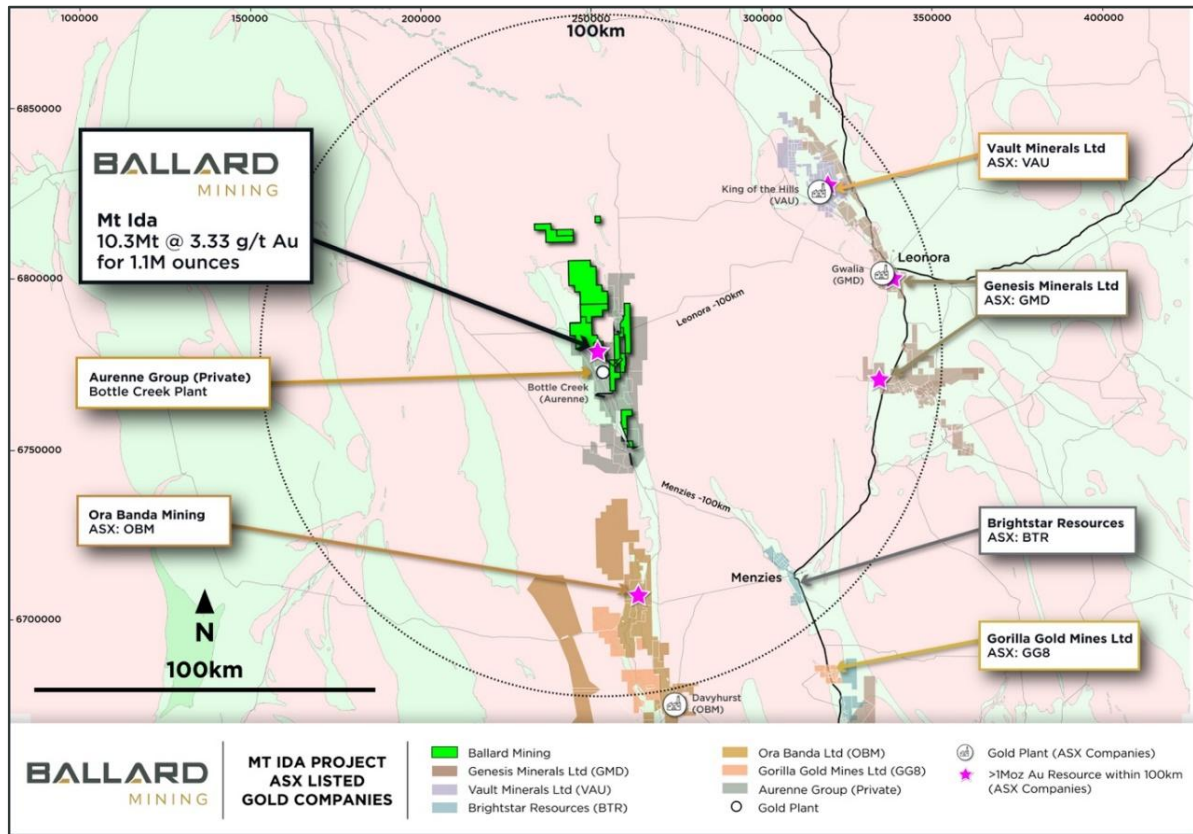 100000
150000
200000
250000
300000
350000
400000
100km
6850000
6800000
6750000
6700000
BALLARD
MINING
Mt Ida
10.3Mt @ 3.33 g/t Au
for 1.1M ounces
Vault Minerals Ltd
ASX: VAU
King of the Hills
(VAU)
Leonora
Gwalia
(GMD)
Genesis Minerals Ltd
ASX: GMD
Leonora ~100km
Aurenne Group (Private)
Bottle Creek Plant
Bottle Creek
(Aurenne)
Menzies ~100km
Ora Banda Mining
ASX: OBM
Brightstar Resources
ASX: BTR
Menzies
Gorilla Gold Mines Ltd
ASX: GG8
Davyhurst
(OBM)
N
100km
BALLARD
MINING
MT IDA PROJECT
ASX LISTED
GOLD COMPANIES
Ballard Mining
Genesis Minerals Ltd (GMD)
Vault Minerals Ltd (VAU)
Brightstar Resources (BTR)
Ora Banda Ltd (OBM)
Gorilla Gold Mines Ltd (GG8)
Aurenne Group (Private)
Gold Plant
Gold Plant (ASX Companies)
>1Moz Au Resource within 100km
(ASX Companies)